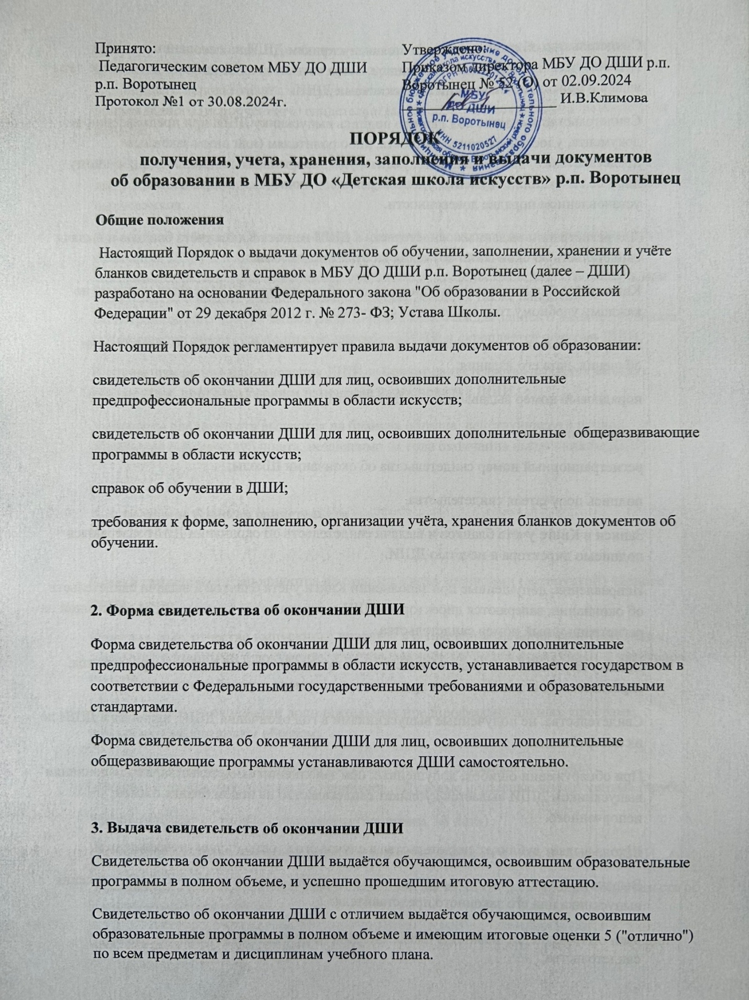 Принято:
Педагогическим советом МБУ ДО ДШИ
р.п. Воротынец
Протокол №1 от 30.08.2024г.
Утверждено:
Приказом директора МБУ ДО ДШИ р.п.
Воротынец № 52 (О) от 02.09.2024
И.В.Климова
МБУ
ДО ДШИ
р.п. Воротынец
ИНН 5211020527
ПОРЯДОК
получения, учета, хранения, заполнения и выдачи документов
об образовании в МБУ ДО «Детская школа искусств» р.п. Воротынец
Общие положения
Настоящий Порядок о выдачи документов об обучении, заполнении, хранении и учёте
бланков свидетельств и справок в МБУ ДО ДШИ р.п. Воротынец (далее – ДШИ)
разработано на основании Федерального закона "Об образовании в Российской
Федерации" от 29 декабря 2012 г. № 273- ФЗ; Устава Школы.
Настоящий Порядок регламентирует правила выдачи документов об образовании:
свидетельств об окончании ДШИ для лиц, освоивших дополнительные
предпрофессиональные программы в области искусств;
свидетельств об окончании ДШИ для лиц, освоивших дополнительные общеразвивающие
программы в области искусств;
справок об обучении в ДШИ;
требования к форме, заполнению, организации учёта, хранения бланков документов об
обучении.
2. Форма свидетельства об окончании ДШИ
Форма свидетельства об окончании ДШИ для лиц, освоивших дополнительные
предпрофессиональные программы в области искусств, устанавливается государством в
соответствии с Федеральными государственными требованиями и образовательными
стандартами.
Форма свидетельства об окончании ДШИ для лиц, освоивших дополнительные
общеразвивающие программы устанавливаются ДШИ самостоятельно.
3. Выдача свидетельств об окончании ДШИ
Свидетельства об окончании ДШИ выдаётся обучающимся, освоившим образовательные
программы в полном объеме, и успешно прошедшим итоговую аттестацию.
Свидетельство об окончании ДШИ с отличием выдаётся обучающимся, освоившим
образовательные программы в полном объеме и имеющим итоговые оценки 5 ("отлично")
по всем предметам и дисциплинам учебного плана.